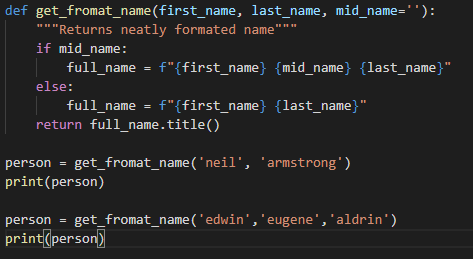 def get_fromat_name(first_name, last_name, mid_name=''):
    """Returns neatly formated name"""
    if mid_name:
        full_name = f"{first_name} {mid_name} {last_name}"
    else:
        full_name = f"{first_name} {last_name}"
    return full_name.title()
person = get_fromat_name('neil', 'armstrong')
print(person)
person = get_fromat_name('edwin','eugene','aldrin')
print(person)